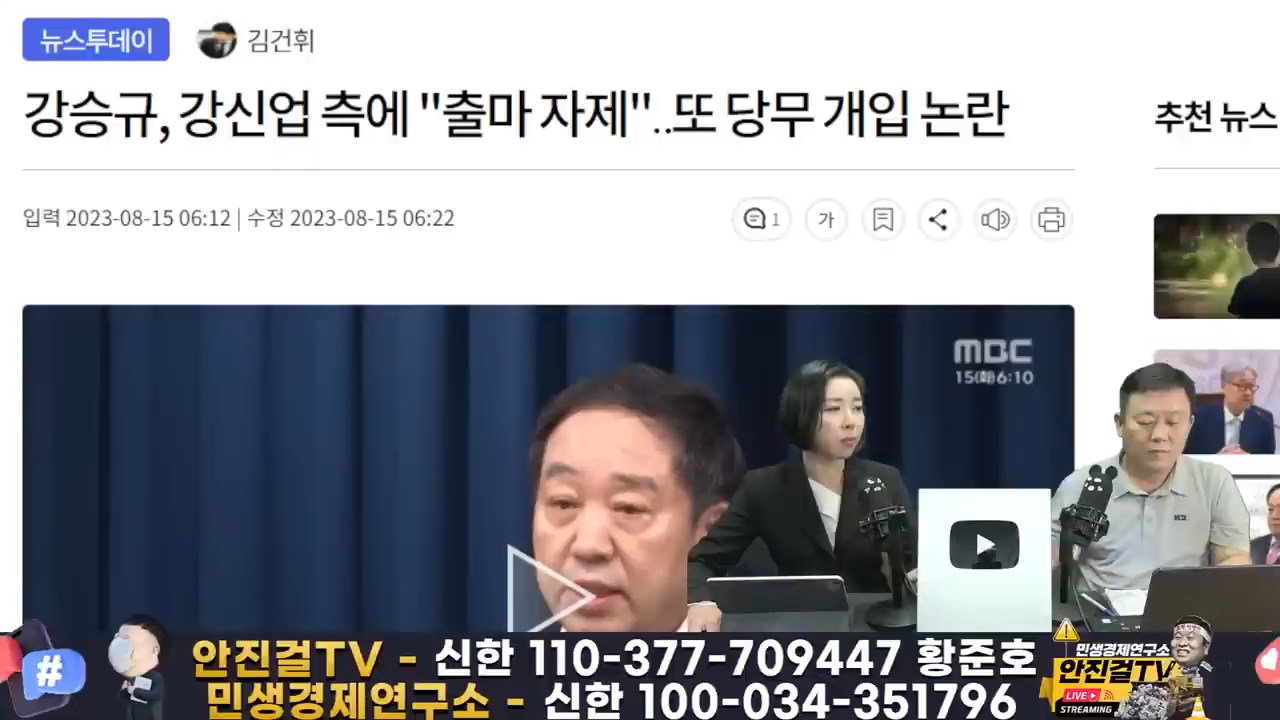 뉴스투데이 김건휘
강승규, 강신업 측에 "출마 자제"..또 당무 개입 논란
추천 뉴스
입력 2023-08-15 06:12 | 수정 2023-08-15 06:22
1 가
MBC
15(화)6:10
#
안진걸TV - 신한 110-377-709447 황준호
민생경제연구소 - 신한 100-034-351796
민생경제연구소
안진걸TV
LIVE
STREAMING